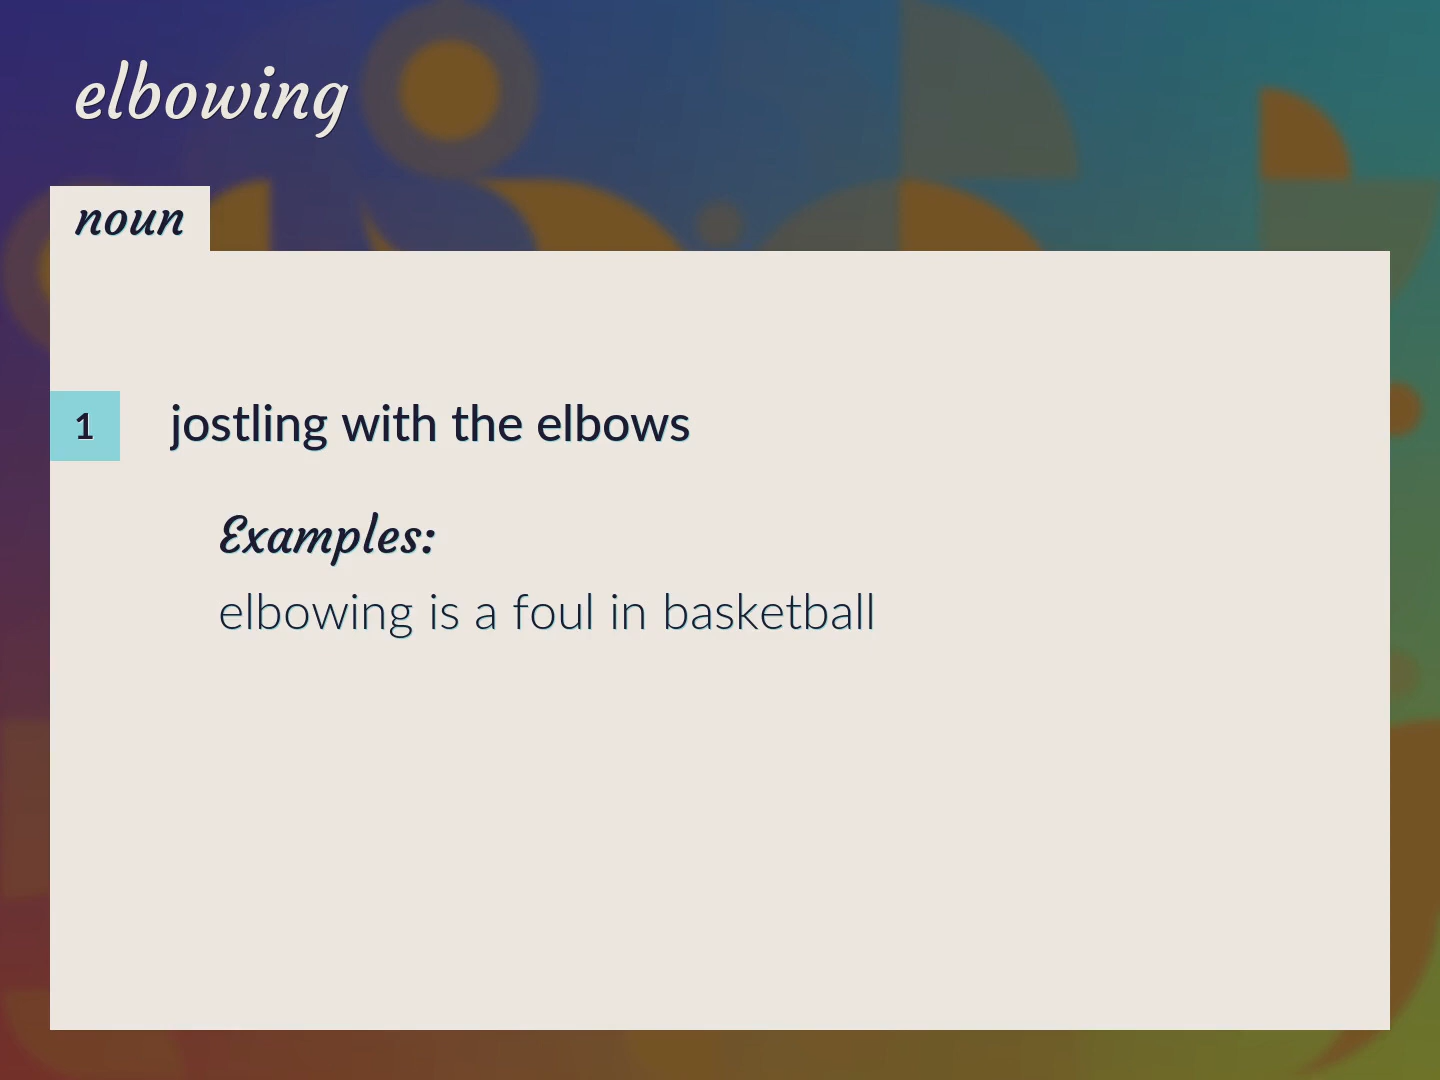 elbowing
noun
1 jostling with the elbows
Examples:
elbowing is a foul in basketball